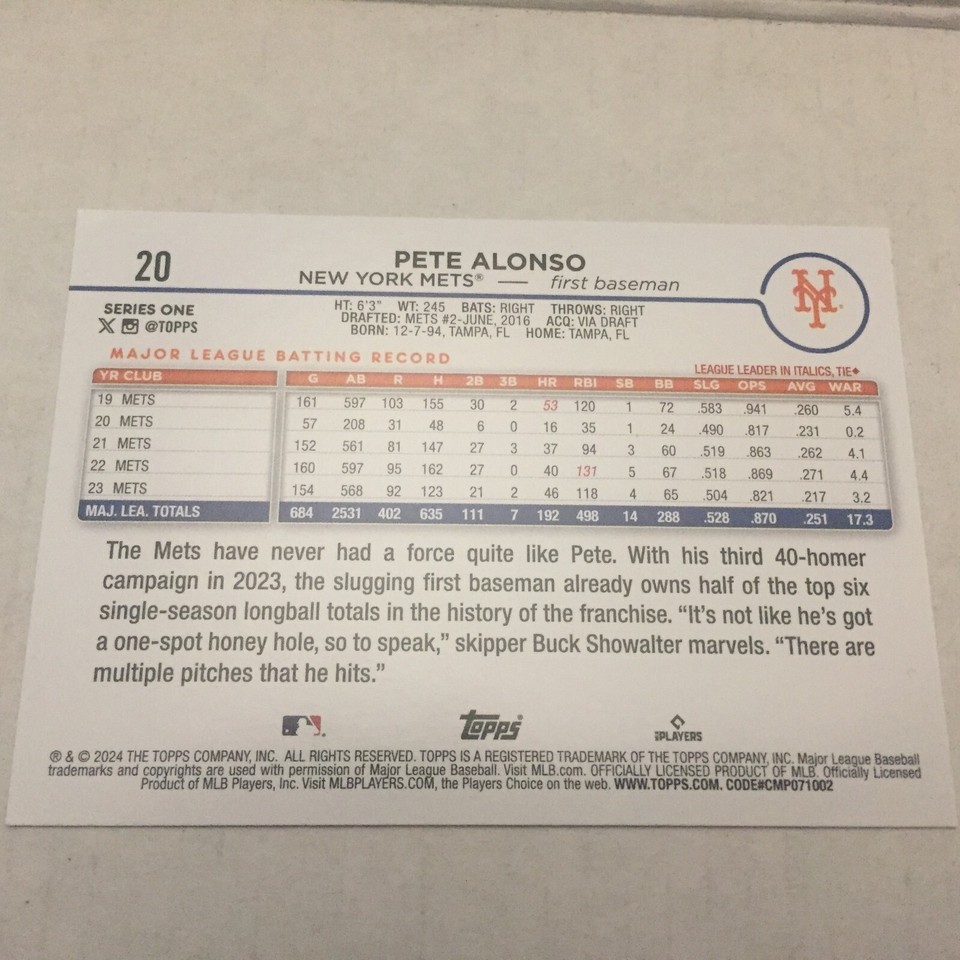 20
PETE ALONSO
NEW YORK METS® — first baseman
SERIES ONE
@TOPPS
HT: 6'3" WT: 245 BATS: RIGHT THROWS: RIGHT
DRAFTED: METS #2-JUNE, 2016 ACQ: VIA DRAFT
BORN: 12-7-94, TAMPA, FL HOME: TAMPA, FL
NY
MAJOR LEAGUE BATTING RECORD
LEAGUE LEADER IN ITALICS, TIE♦
YR CLUB G AB R H 2B 3B HR RBI SB BB SLG OPS AVG WAR
19 METS 161 597 103 155 30 2 53 120 1 72 .583 .941 .260 5.4
20 METS 57 208 31 48 6 0 16 35 1 24 .490 .817 .231 0.2
21 METS 152 561 81 147 27 3 37 94 3 60 .519 .863 .262 4.1
22 METS 160 597 95 162 27 0 40 131 5 67 .518 .869 .271 4.4
23 METS 154 568 92 123 21 2 46 118 4 65 .504 .821 .217 3.2
MAJ. LEA. TOTALS 684 2531 402 635 111 7 192 498 14 288 .528 .870 .251 17.3
The Mets have never had a force quite like Pete. With his third 40-homer
campaign in 2023, the slugging first baseman already owns half of the top six
single-season longball totals in the history of the franchise. “It’s not like he’s got
a one-spot honey hole, so to speak,” skipper Buck Showalter marvels. “There are
multiple pitches that he hits.”
Topps
PLAYERS
® & © 2024 THE TOPPS COMPANY, INC. ALL RIGHTS RESERVED. TOPPS IS A REGISTERED TRADEMARK OF THE TOPPS COMPANY, INC. Major League Baseball
trademarks and copyrights are used with permission of Major League Baseball. Visit MLB.com. OFFICIALLY LICENSED PRODUCT OF MLB. Officially Licensed
Product of MLB Players, Inc. Visit MLBPLAYERS.COM, the Players Choice on the web. WWW.TOPPS.COM. CODE#CMP071002